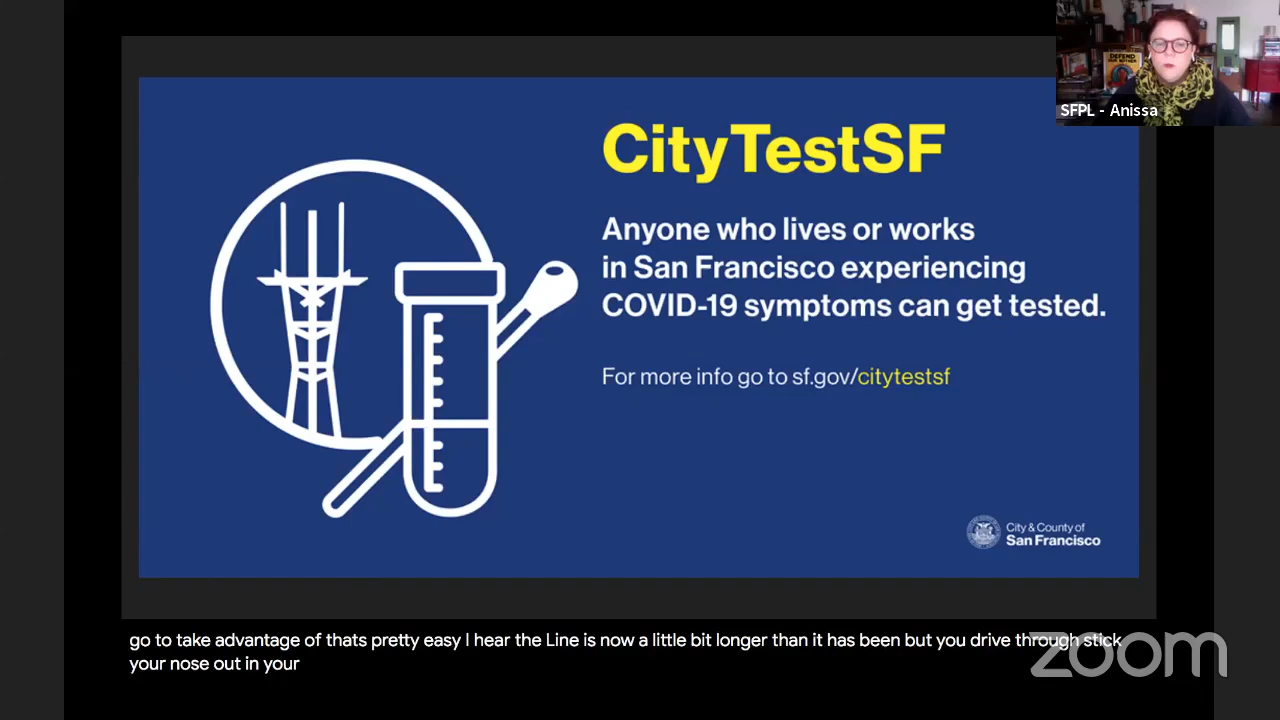 CityTestSF
Anyone who lives or works
in San Francisco experiencing
COVID-19 symptoms can get tested.
For more info go to sf.gov/citytestsf
City & County of
San Francisco
SFPL - Anissa
DEFEND
OUR MOTHER
go to take advantage of thats pretty easy I hear the Line is now a little bit longer than it has been but you drive through stick
your nose out in your
zoom